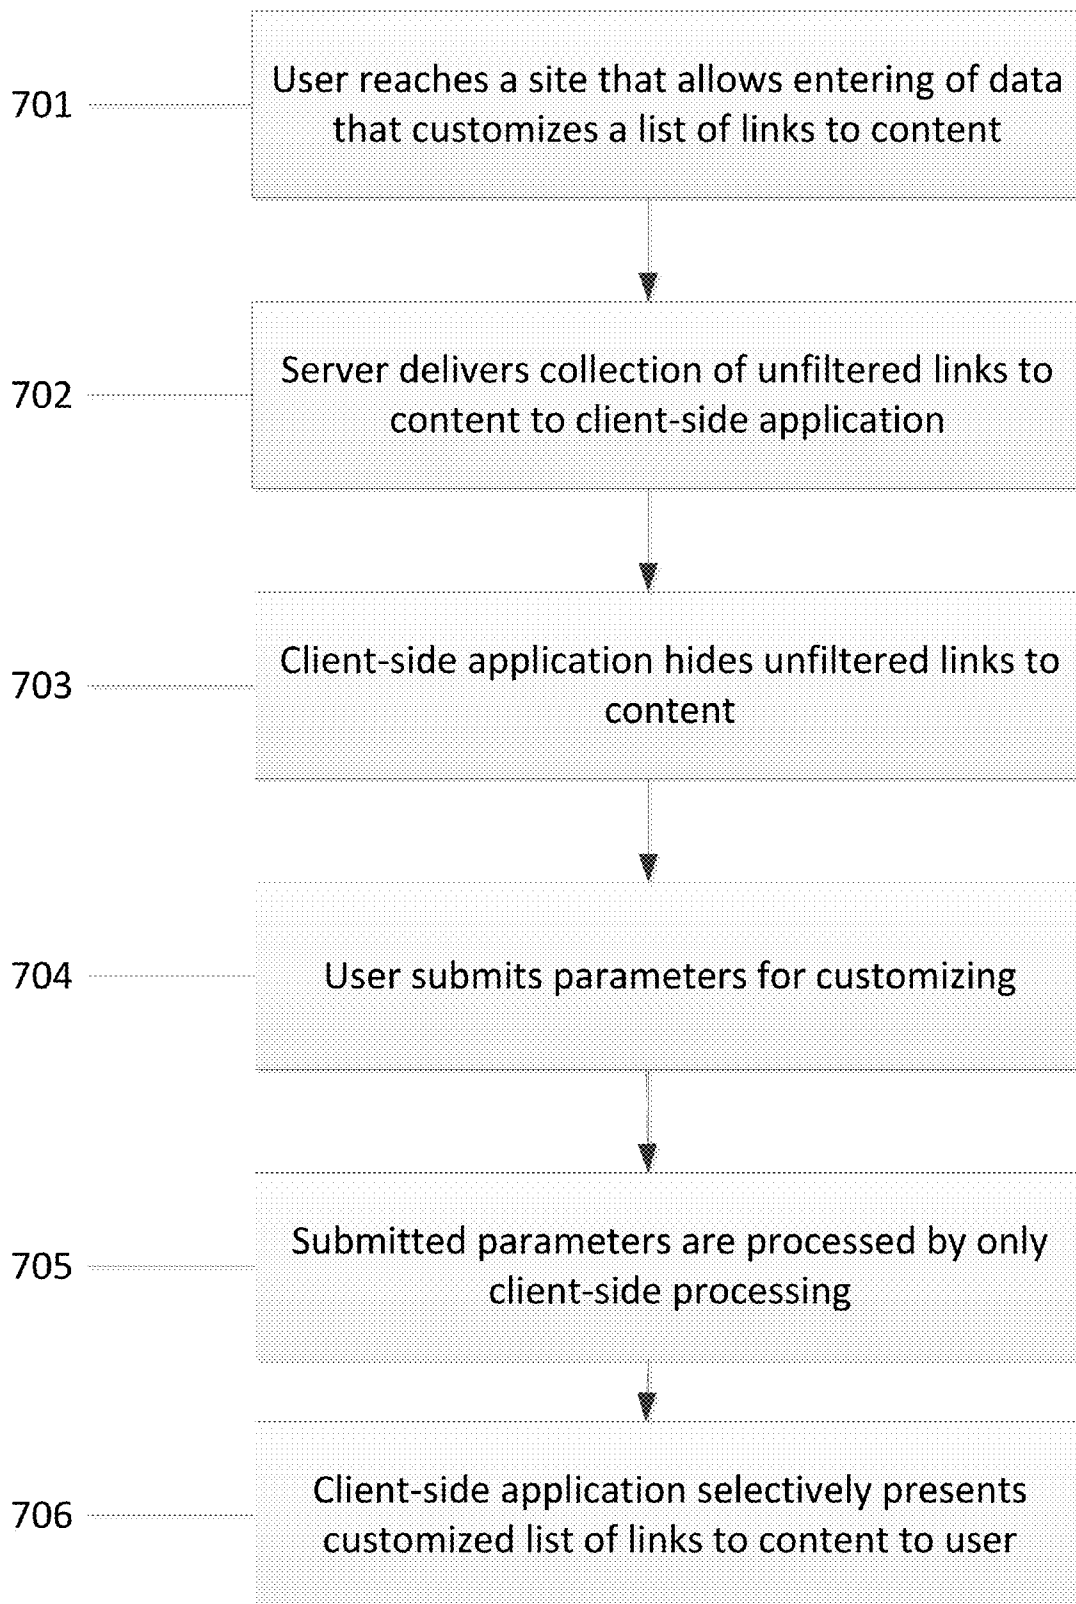 701
User reaches a site that allows entering of data
that customizes a list of links to content
702
Server delivers collection of unfiltered links to
content to client-side application
703
Client-side application hides unfiltered links to
content
704
User submits parameters for customizing
705
Submitted parameters are processed by only
client-side processing
706
Client-side application selectively presents
customized list of links to content to user